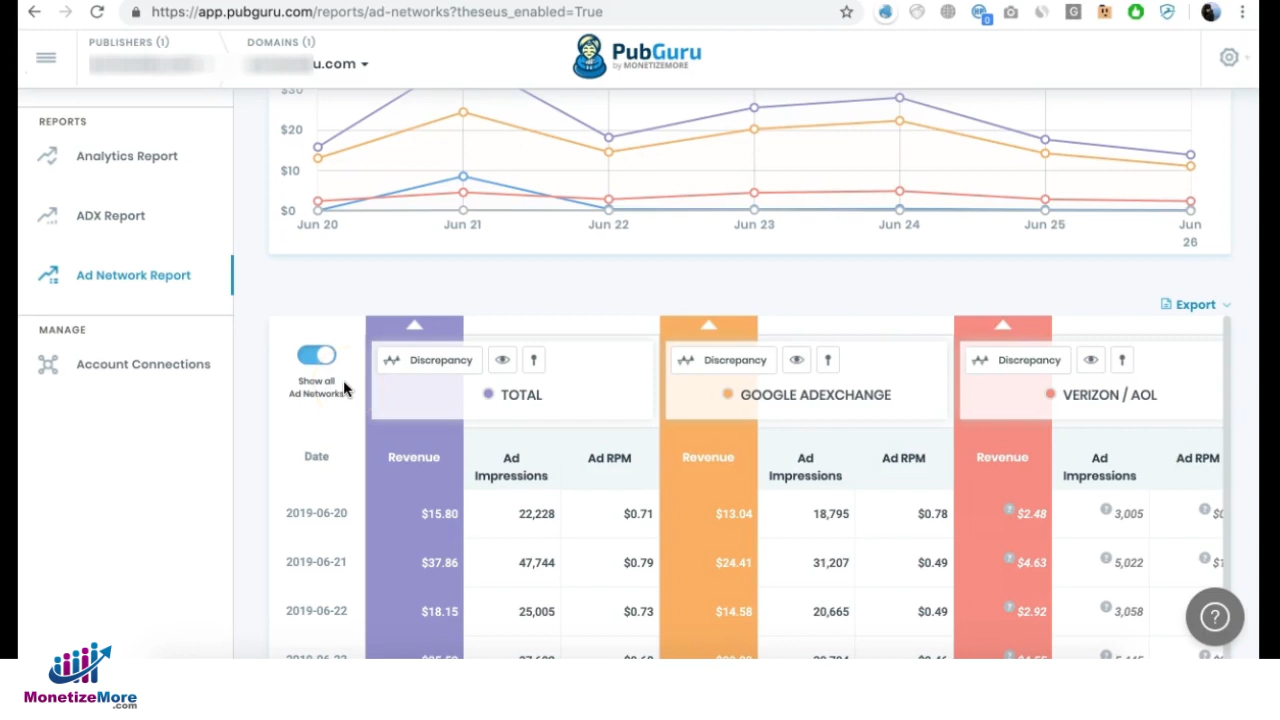 https://app.pubguru.com/reports/ad-networks?theseus_enabled=True
PUBLISHERS (1)
DOMAINS (1)
u.com
PubGuru
by MONETIZEMORE
REPORTS
Analytics Report
ADX Report
Ad Network Report
MANAGE
Account Connections
$30
$20
$10
$0
Jun 20 Jun 21 Jun 22 Jun 23 Jun 24 Jun 25 Jun 26
Export
Show all
Ad Networks
Discrepancy Discrepancy Discrepancy
TOTAL GOOGLE ADEXCHANGE VERIZON / AOL
Date Revenue Ad Impressions Ad RPM Revenue Ad Impressions Ad RPM Revenue Ad Impressions Ad RPM
2019-06-20 $15.80 22,228 $0.71 $13.04 18,795 $0.78 ? $2.48 ? 3,005 ?
2019-06-21 $37.86 47,744 $0.79 $24.41 31,207 $0.49 ? $4.63 ? 5,022 ?
2019-06-22 $18.15 25,005 $0.73 $14.58 20,665 $0.49 ? $2.92 ? 3,058 ?
?
MonetizeMore
.com